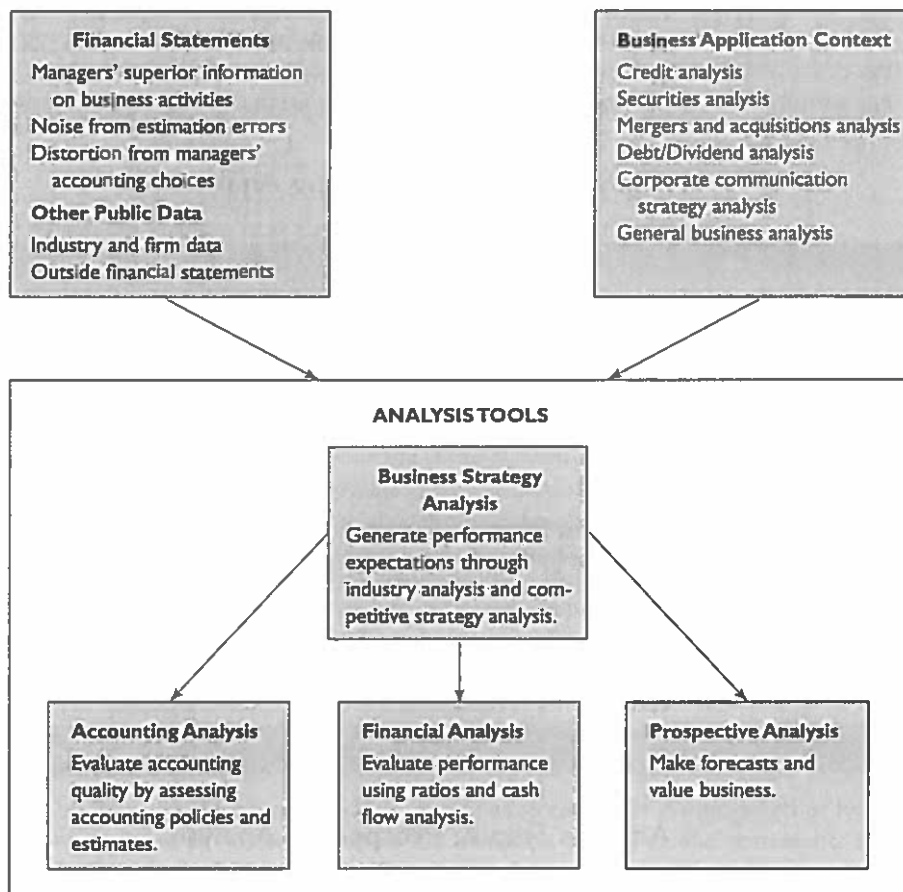 Financial Statements
Managers' superior information
on business activities
Noise from estimation errors
Distortion from managers'
accounting choices
Other Public Data
Industry and firm data
Outside financial statements
Business Application Context
Credit analysis
Securities analysis
Mergers and acquisitions analysis
Debt/Dividend analysis
Corporate communication
strategy analysis
General business analysis
ANALYSIS TOOLS
Business Strategy
Analysis
Generate performance
expectations through
industry analysis and com-
petitive strategy analysis.
Accounting Analysis
Evaluate accounting
quality by assessing
accounting policies and
estimates.
Financial Analysis
Evaluate performance
using ratios and cash
flow analysis.
Prospective Analysis
Make forecasts and
value business.